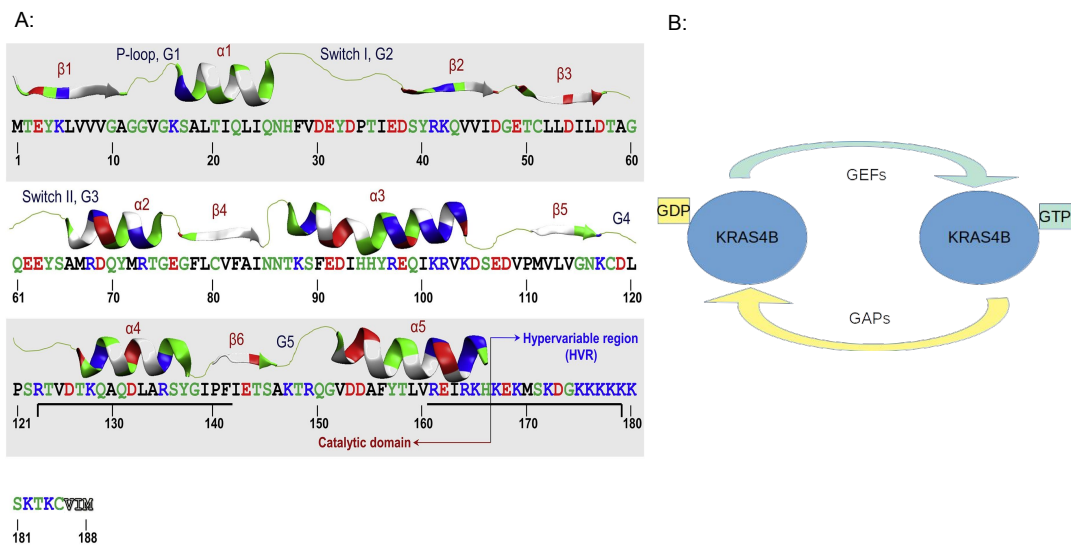 A:
B:
P-loop, G1
α1
Switch I, G2
β1
β2
β3
MTEYKLVVVGAGGVGKSALTIQLIQNHFVDEYDPTIEDSYRKQVVIDGETCLLDILDTAG
1 10 20 30 40 50 60
Switch II, G3
α2
β4
α3
β5
G4
QEEYSAMRDQYMRTGEGFLCVFAINNTKSFEDIHHYREQIKRVKDSEDVPMVLVGNKCDL
61 70 80 90 100 110 120
α4
β6
G5
α5
Hypervariable region
(HVR)
PSRTVDTKQAQDLARSYGIPFIETSAKTRQGVDDAFYTLVREIRKHKEKMSKDGKKKKKK
121 130 140 150 160 170 180
Catalytic domain
SKTKCVIM
181 188
GEFs
GDP
GTP
KRAS4B
KRAS4B
GAPs